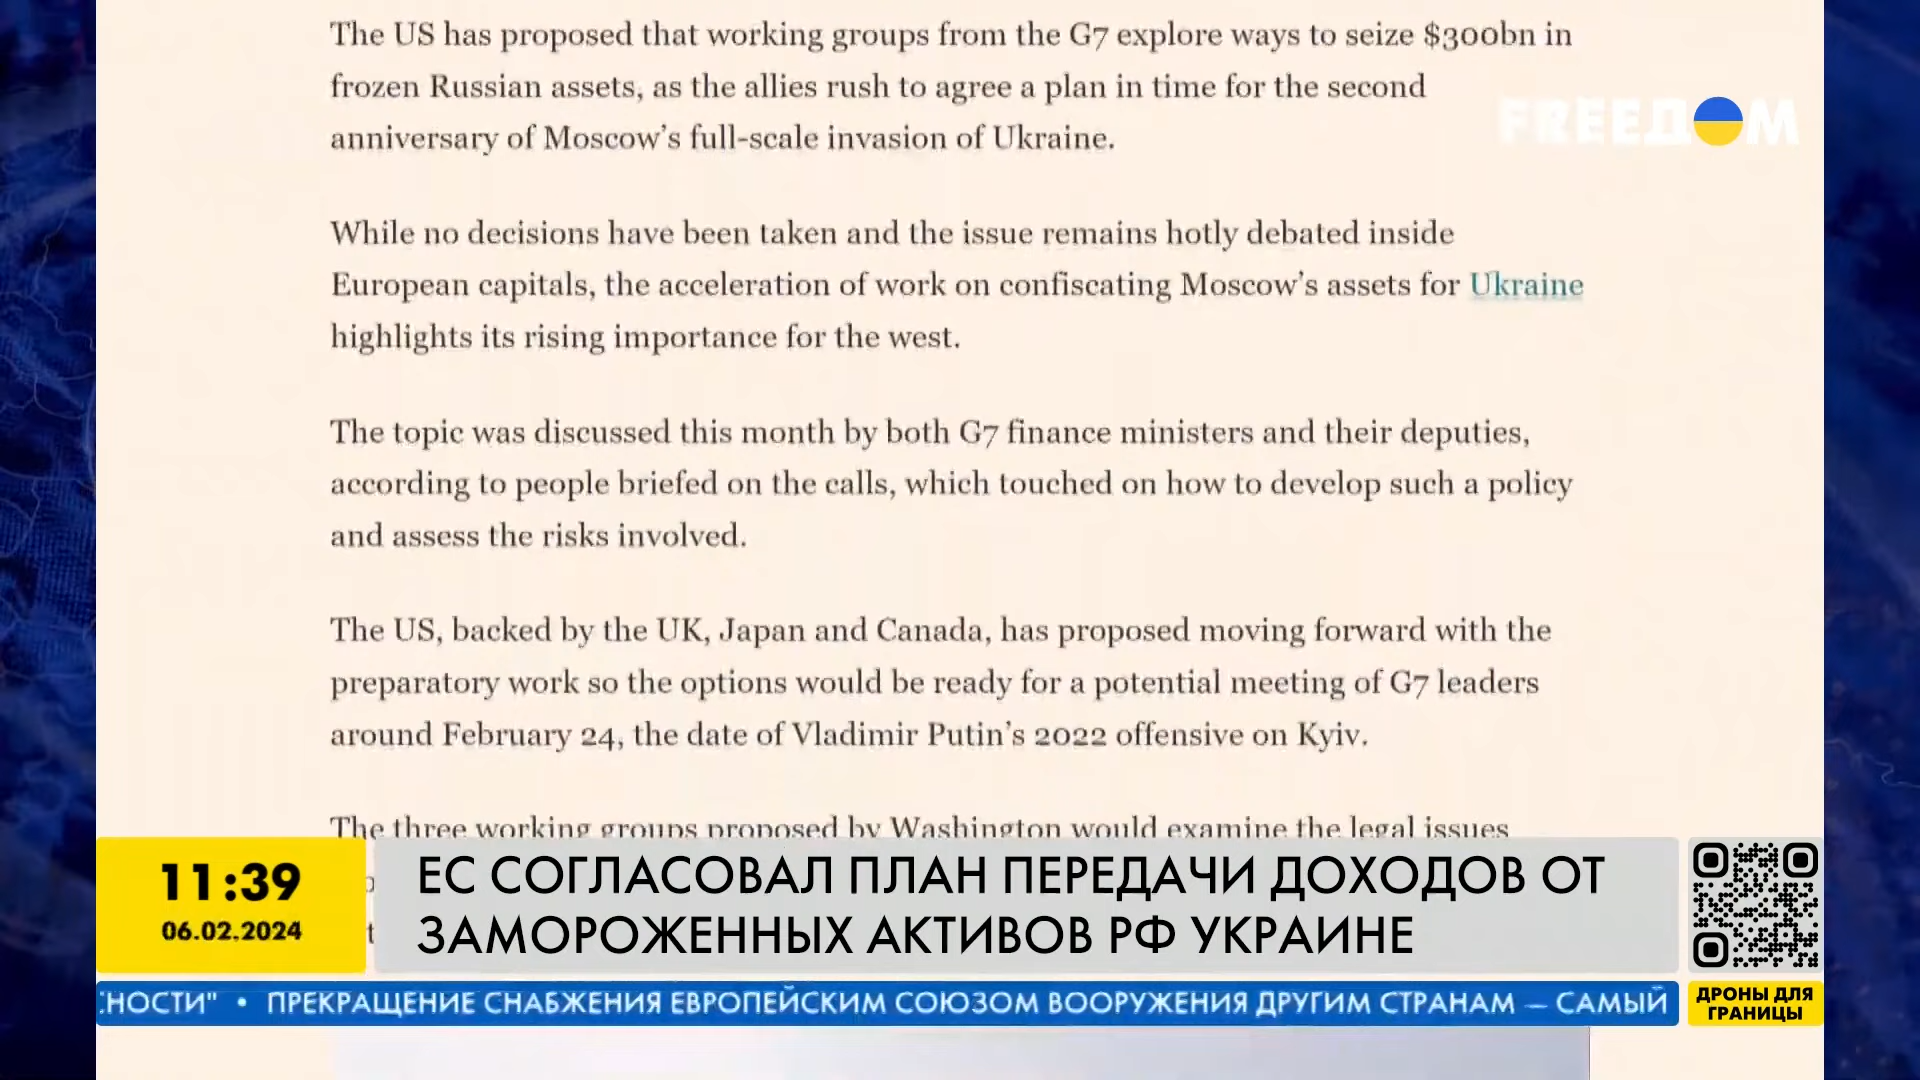 The US has proposed that working groups from the G7 explore ways to seize $300bn in
frozen Russian assets, as the allies rush to agree a plan in time for the second
anniversary of Moscow’s full-scale invasion of Ukraine.
FREEДOM
While no decisions have been taken and the issue remains hotly debated inside
European capitals, the acceleration of work on confiscating Moscow’s assets for Ukraine
highlights its rising importance for the west.
The topic was discussed this month by both G7 finance ministers and their deputies,
according to people briefed on the calls, which touched on how to develop such a policy
and assess the risks involved.
The US, backed by the UK, Japan and Canada, has proposed moving forward with the
preparatory work so the options would be ready for a potential meeting of G7 leaders
around February 24, the date of Vladimir Putin’s 2022 offensive on Kyiv.
The three working groups proposed by Washington would examine the legal issues
11:39
06.02.2024
ЕС СОГЛАСОВАЛ ПЛАН ПЕРЕДАЧИ ДОХОДОВ ОТ
ЗАМОРОЖЕННЫХ АКТИВОВ РФ УКРАИНЕ
НОСТИ" • ПРЕКРАЩЕНИЕ СНАБЖЕНИЯ ЕВРОПЕЙСКИМ СОЮЗОМ ВООРУЖЕНИЯ ДРУГИМ СТРАНАМ — САМЫЙ
ДРОНЫ ДЛЯ
ГРАНИЦЫ